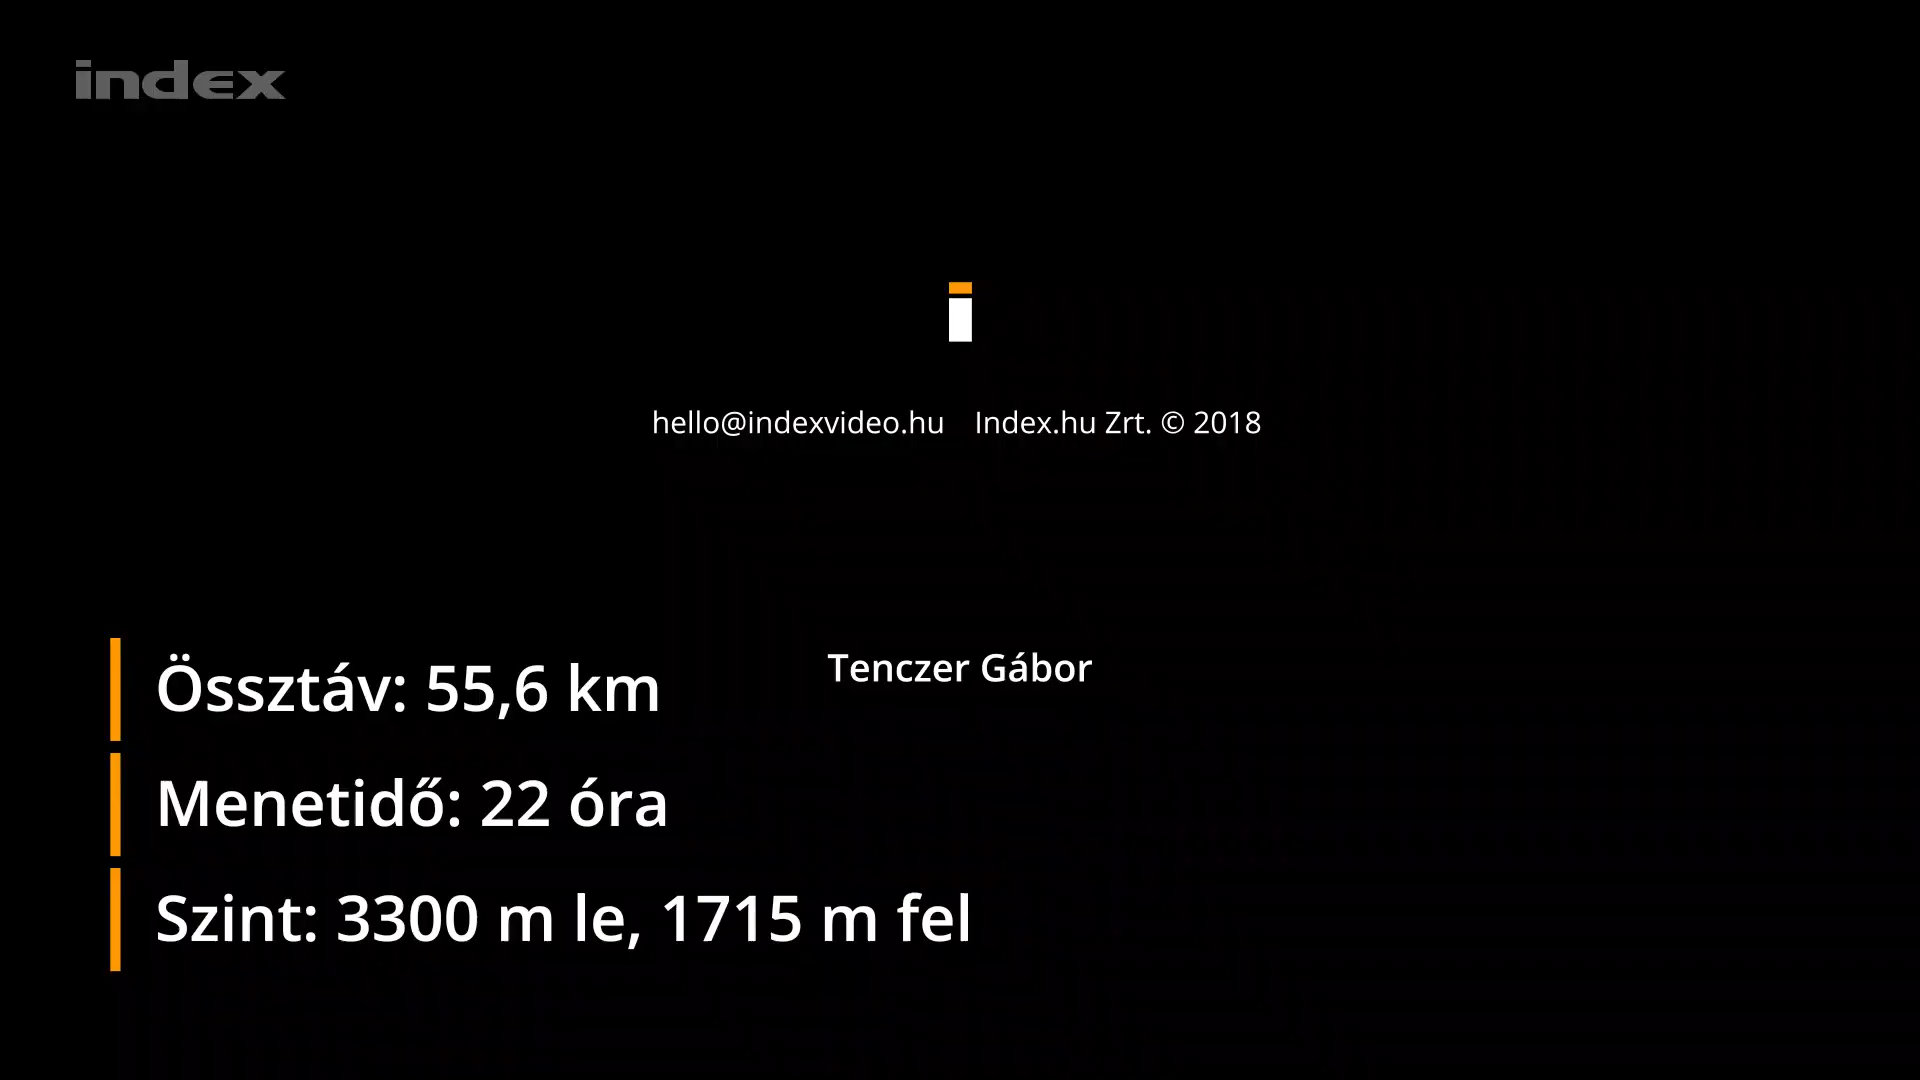 index
i
hello@indexvideo.hu Index.hu Zrt. © 2018
Tenczer Gábor
Össztáv: 55,6 km
Menetidő: 22 óra
Szint: 3300 m le, 1715 m fel